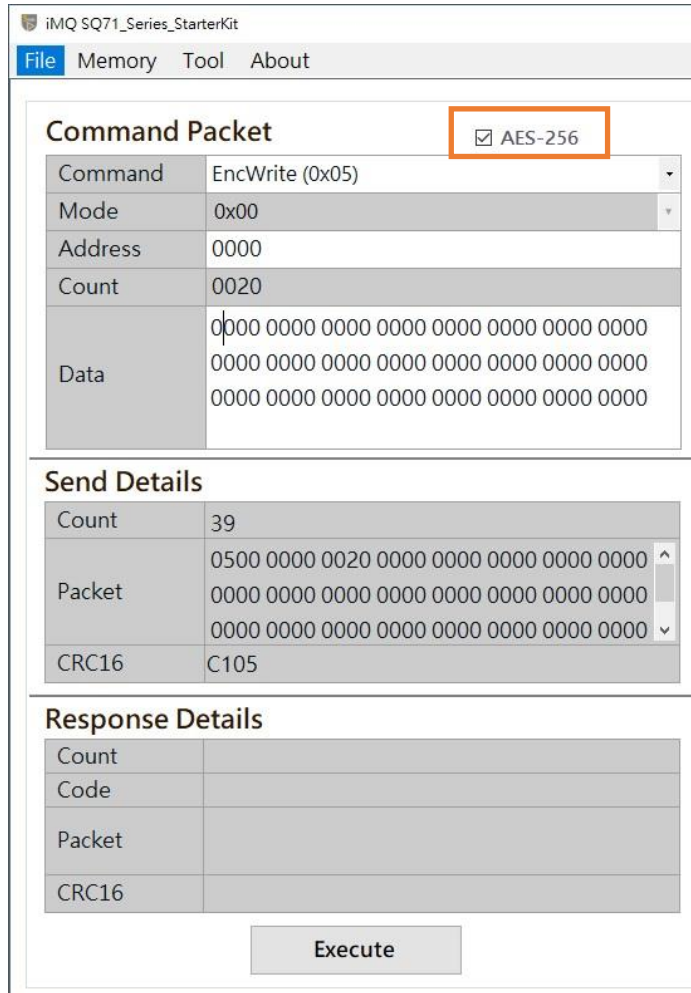 iMQ SQ71_Series_StarterKit
File Memory Tool About
Command Packet
AES-256
Command EncWrite (0x05)
Mode 0x00
Address 0000
Count 0020
Data
0000 0000 0000 0000 0000 0000 0000 0000
0000 0000 0000 0000 0000 0000 0000 0000
0000 0000 0000 0000 0000 0000 0000 0000
Send Details
Count 39
Packet
0500 0000 0020 0000 0000 0000 0000 0000
0000 0000 0000 0000 0000 0000 0000 0000
0000 0000 0000 0000 0000 0000 0000 0000
CRC16 C105
Response Details
Count
Code
Packet
CRC16
Execute